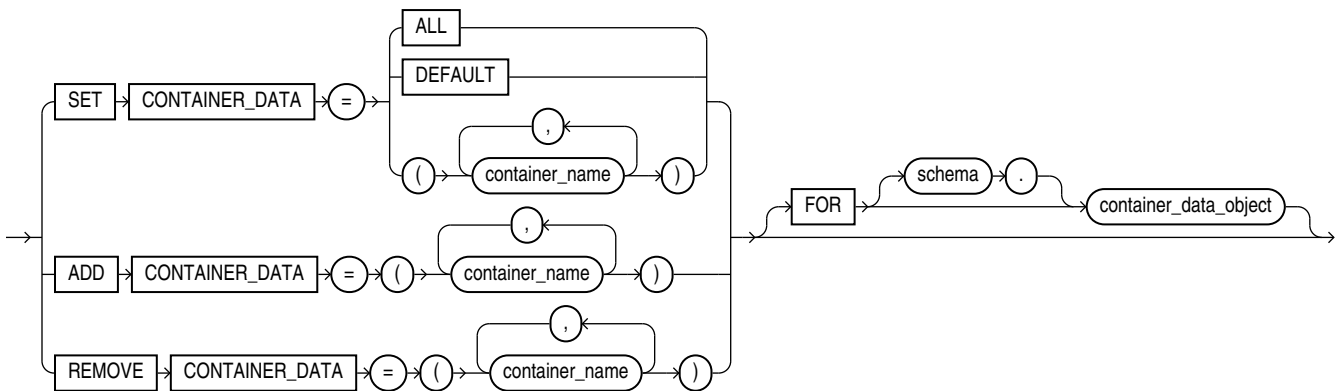 ALL
DEFAULT
SET CONTAINER_DATA =
,
( container_name )
schema .
FOR container_data_object
,
ADD CONTAINER_DATA = ( container_name )
,
REMOVE CONTAINER_DATA = ( container_name )